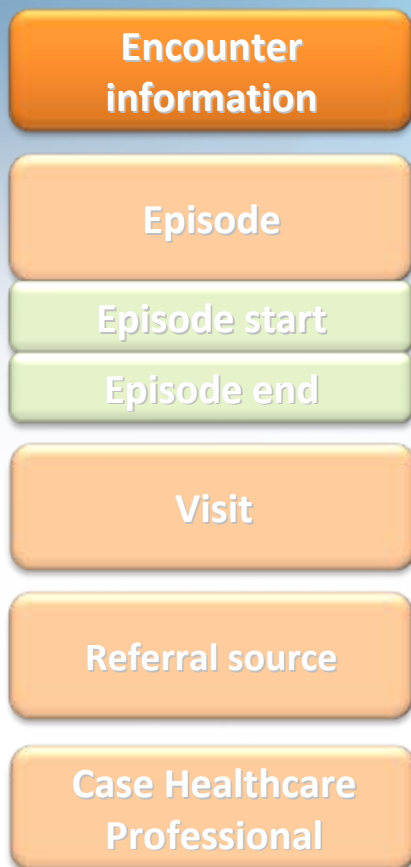 Encounter
information
Episode
Episode start
Episode end
Visit
Referral source
Case Healthcare
Professional